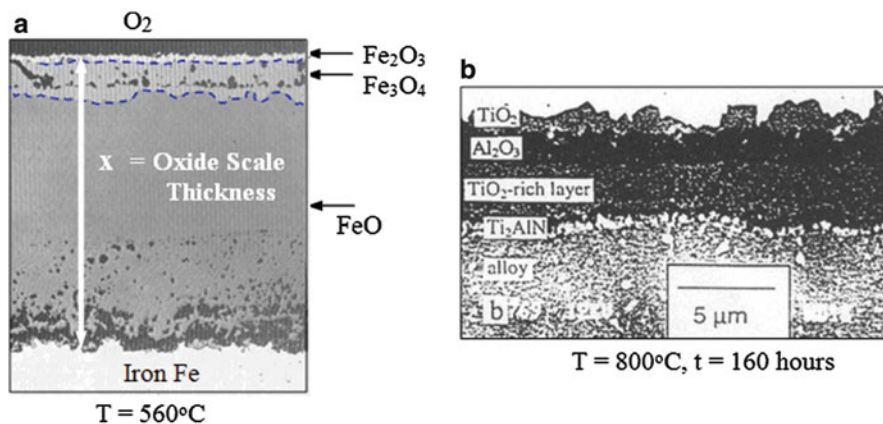 a
O₂
Fe₂O₃
Fe₃O₄
x = Oxide Scale
Thickness
FeO
Iron Fe
T = 560°C
b
TiO₂
Al₂O₃
TiO₂-rich layer
Ti₂AlN
alloy
b
5 μm
T = 800°C, t = 160 hours